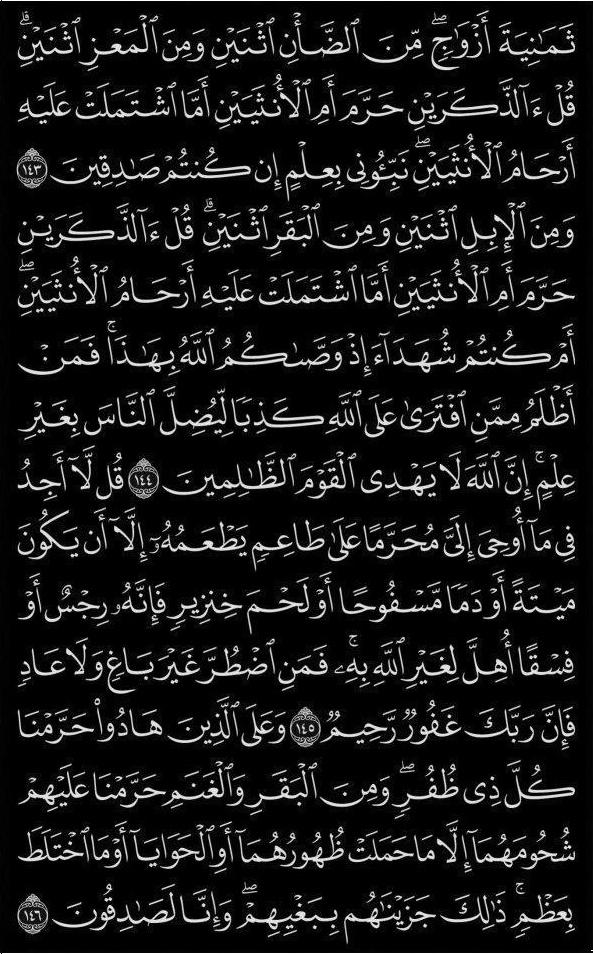 ثَمَٰنِيَةَ أَزۡوَٰجٖۖ مِّنَ ٱلضَّأۡنِ ٱثۡنَيۡنِ وَمِنَ ٱلۡمَعۡزِ ٱثۡنَيۡنِۗ
قُلۡ ءَآلذَّكَرَيۡنِ حَرَّمَ أَمِ ٱلۡأُنثَيَيۡنِ أَمَّا ٱشۡتَمَلَتۡ عَلَيۡهِ
أَرۡحَامُ ٱلۡأُنثَيَيۡنِۖ نَبِّـُٔونِي بِعِلۡمٍ إِن كُنتُمۡ صَٰدِقِينَ ١٤٣
وَمِنَ ٱلۡإِبِلِ ٱثۡنَيۡنِ وَمِنَ ٱلۡبَقَرِ ٱثۡنَيۡنِۗ قُلۡ ءَآلذَّكَرَيۡنِ
حَرَّمَ أَمِ ٱلۡأُنثَيَيۡنِ أَمَّا ٱشۡتَمَلَتۡ عَلَيۡهِ أَرۡحَامُ ٱلۡأُنثَيَيۡنِۖ
أَمۡ كُنتُمۡ شُهَدَآءَ إِذۡ وَصَّىٰكُمُ ٱللَّهُ بِهَٰذَاۚ فَمَنۡ
أَظۡلَمُ مِمَّنِ ٱفۡتَرَىٰ عَلَى ٱللَّهِ كَذِبٗا لِّيُضِلَّ ٱلنَّاسَ بِغَيۡرِ
عِلۡمٍۚ إِنَّ ٱللَّهَ لَا يَهۡدِي ٱلۡقَوۡمَ ٱلظَّٰلِمِينَ ١٤٤ قُل لَّآ أَجِدُ
فِي مَآ أُوحِيَ إِلَيَّ مُحَرَّمًا عَلَىٰ طَاعِمٖ يَطۡعَمُهُۥٓ إِلَّآ أَن يَكُونَ
مَيۡتَةً أَوۡ دَمٗا مَّسۡفُوحًا أَوۡ لَحۡمَ خِنزِيرٖ فَإِنَّهُۥ رِجۡسٌ أَوۡ
فِسۡقًا أُهِلَّ لِغَيۡرِ ٱللَّهِ بِهِۦۚ فَمَنِ ٱضۡطُرَّ غَيۡرَ بَاغٖ وَلَا عَادٖ
فَإِنَّ رَبَّكَ غَفُورٞ رَّحِيمٞ ١٤٥ وَعَلَى ٱلَّذِينَ هَادُواْ حَرَّمۡنَا
كُلَّ ذِي ظُفُرٖۖ وَمِنَ ٱلۡبَقَرِ وَٱلۡغَنَمِ حَرَّمۡنَا عَلَيۡهِمۡ
شُحُومَهُمَآ إِلَّا مَا حَمَلَتۡ ظُهُورُهُمَآ أَوِ ٱلۡحَوَايَآ أَوۡ مَا ٱخۡتَلَطَ
بِعَظۡمٖۚ ذَٰلِكَ جَزَيۡنَٰهُم بِبَغۡيِهِمۡۖ وَإِنَّا لَصَٰدِقُونَ ١٤٦